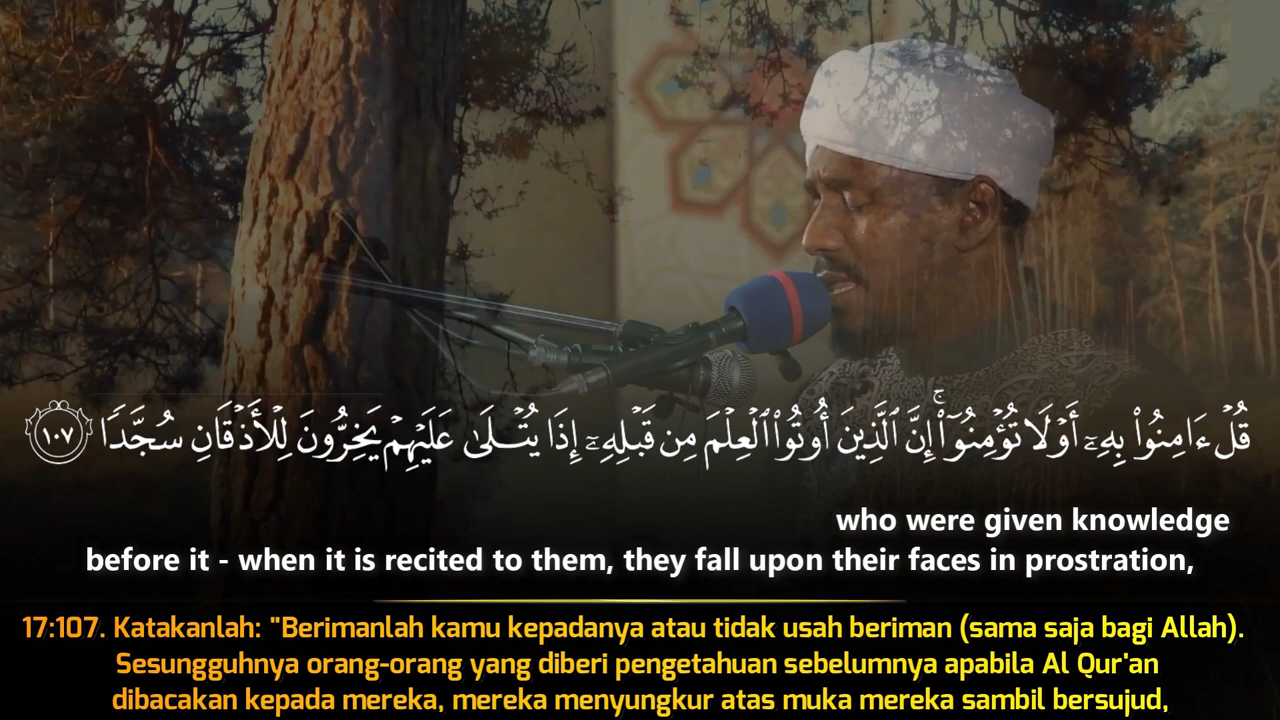 قُلْ ءَامِنُوا۟ بِهِۦٓ أَوْ لَا تُؤْمِنُوٓا۟ ۚ إِنَّ ٱلَّذِينَ أُوتُوا۟ ٱلْعِلْمَ مِن قَبْلِهِۦٓ إِذَا يُتْلَىٰ عَلَيْهِمْ يَخِرُّونَ لِلْأَذْقَانِ سُجَّدًا ١٠٧
who were given knowledge
before it - when it is recited to them, they fall upon their faces in prostration,
17:107. Katakanlah: "Berimanlah kamu kepadanya atau tidak usah beriman (sama saja bagi Allah).
Sesungguhnya orang-orang yang diberi pengetahuan sebelumnya apabila Al Qur'an
dibacakan kepada mereka, mereka menyungkur atas muka mereka sambil bersujud,